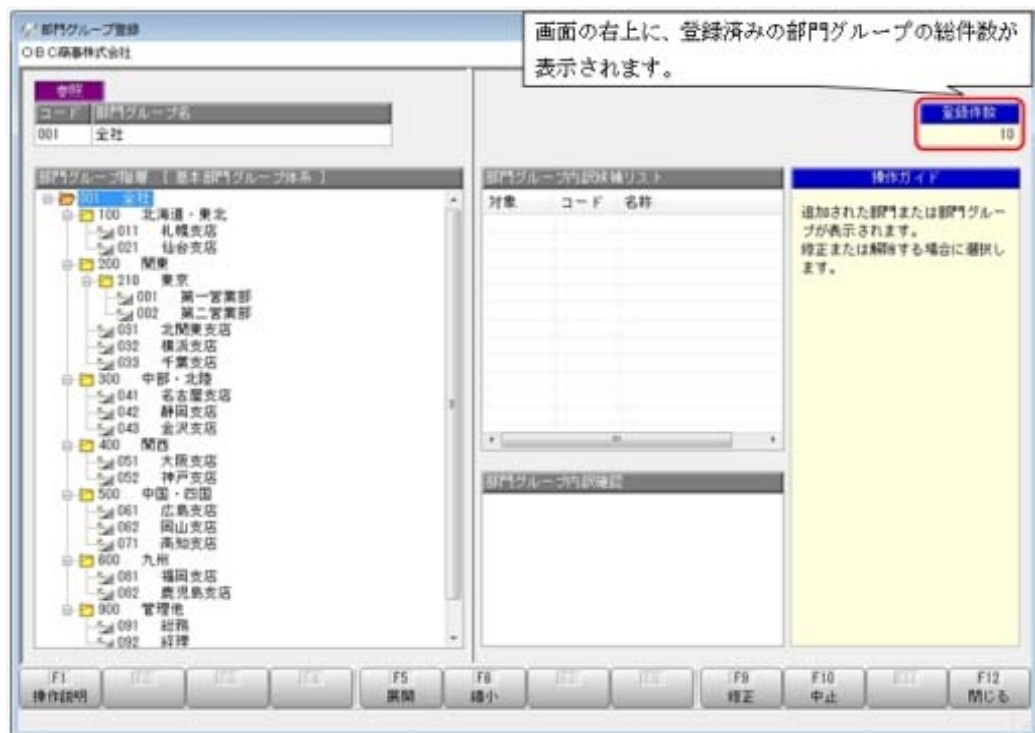 部門グループ登録
OBC商事株式会社
画面の右上に、登録済みの部門グループの総件数が
表示されます。
参照
コード 部門グループ名
001 全社
登録件数
10
部門グループ階層 [ 基本部門グループ体系 ]
001 全社
100 北海道・東北
011 札幌支店
021 仙台支店
200 関東
210 東京
001 第一営業部
002 第二営業部
031 北関東支店
032 横浜支店
033 千葉支店
300 中部・北陸
041 名古屋支店
042 静岡支店
043 金沢支店
400 関西
051 大阪支店
052 神戸支店
500 中国・四国
061 広島支店
062 岡山支店
071 高知支店
600 九州
081 福岡支店
082 鹿児島支店
900 管理他
091 総務
092 経理
部門グループ内訳候補リスト
対象 コード 名称
部門グループ内訳確認
操作ガイド
追加された部門または部門グルー
プが表示されます。
修正または解除する場合に選択し
ます。
F1 F2 F3 F4 F5 F6 F7 F8 F9 F10 F11 F12
操作説明 展開 縮小 修正 中止 閉じる